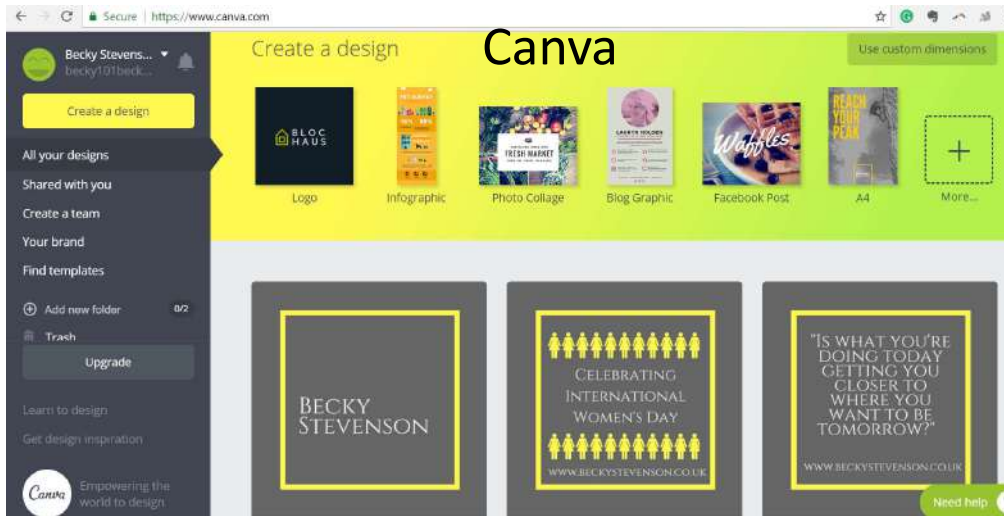 Secure | https://www.canva.com
Becky Stevens...
becky101beck...
Create a design
All your designs
Shared with you
Create a team
Your brand
Find templates
Add new folder 0/2
Trash
Upgrade
Learn to design
Get design inspiration
Canva
Empowering the
world to design
Create a design
Canva
Use custom dimensions
BLOC
HAUS
FRESH MARKET
LAURYN HOLDEN
Waffles
REACH
YOUR
PEAK
Logo
Infographic
Photo Collage
Blog Graphic
Facebook Post
A4
More...
BECKY
STEVENSON
CELEBRATING
INTERNATIONAL
WOMEN'S DAY
WWW.BECKYSTEVENSON.CO.UK
"IS WHAT YOU'RE
DOING TODAY
GETTING YOU
CLOSER TO
WHERE YOU
WANT TO BE
TOMORROW?"
WWW.BECKYSTEVENSON.CO.UK
Need help